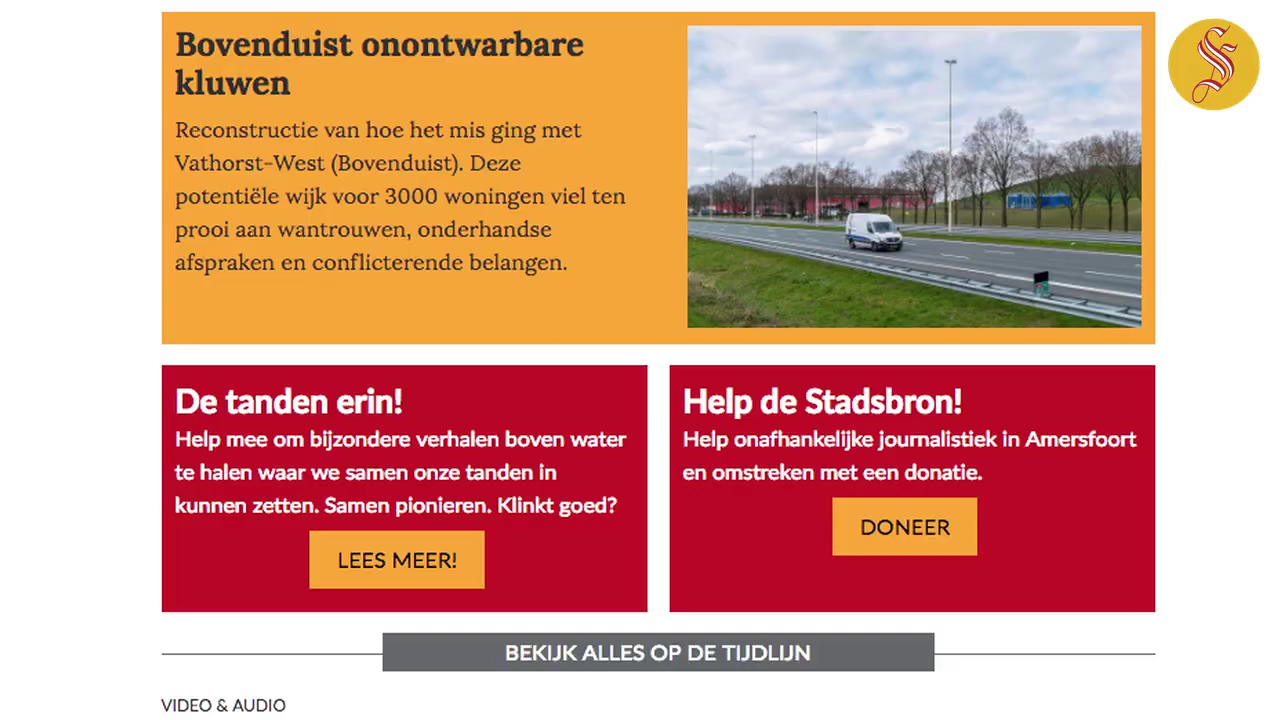 Bovenduist onontwarbare
kluwen
Reconstructie van hoe het mis ging met
Vathorst-West (Bovenduist). Deze
potentiële wijk voor 3000 woningen viel ten
prooi aan wantrouwen, onderhandse
afspraken en conflicterende belangen.
S
De tanden erin!
Help mee om bijzondere verhalen boven water
te halen waar we samen onze tanden in
kunnen zetten. Samen pionieren. Klinkt goed?
LEES MEER!
Help de Stadsbron!
Help onafhankelijke journalistiek in Amersfoort
en omstreken met een donatie.
DONEER
BEKIJK ALLES OP DE TIJDLIJN
VIDEO & AUDIO